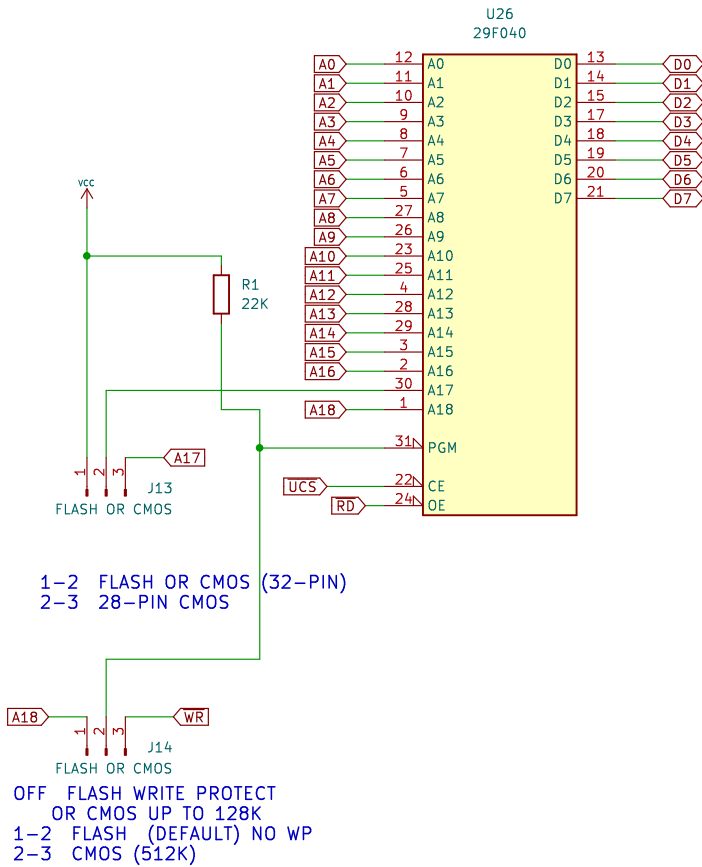 U26
29F040
A0 12 A0 D0 13 D0
A1 11 A1 D1 14 D1
A2 10 A2 D2 15 D2
A3 9 A3 D3 17 D3
A4 8 A4 D4 18 D4
A5 7 A5 D5 19 D5
A6 6 A6 D6 20 D6
A7 5 A7 D7 21 D7
A8 27 A8
A9 26 A9
A10 23 A10
A11 25 A11
A12 4 A12
A13 28 A13
A14 29 A14
A15 3 A15
A16 2 A16
30 A17
A18 1 A18
31 PGM
UCS 22 CE
RD 24 OE
VCC
R1
22K
1 2 3 A17
J13
FLASH OR CMOS
1-2 FLASH OR CMOS (32-PIN)
2-3 28-PIN CMOS
A18 1 2 3 WR
J14
FLASH OR CMOS
OFF FLASH WRITE PROTECT
OR CMOS UP TO 128K
1-2 FLASH (DEFAULT) NO WP
2-3 CMOS (512K)